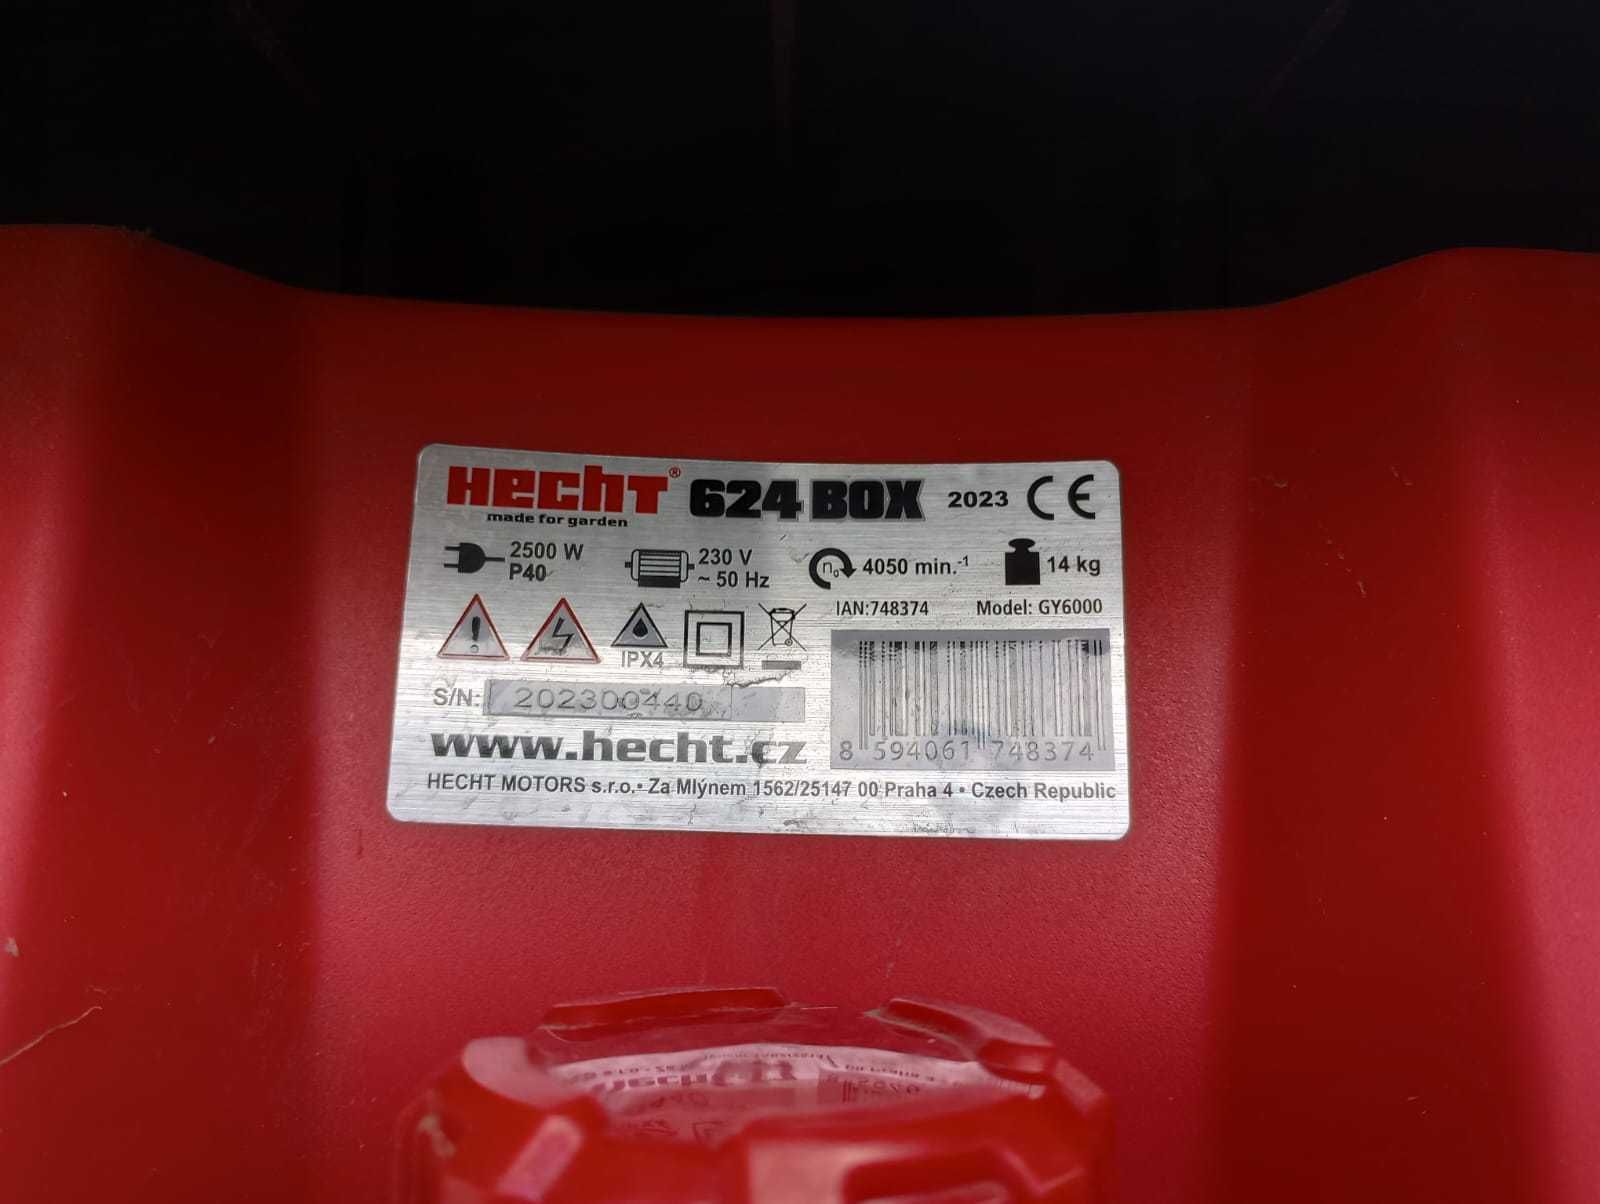 HECHT® 624 BOX 2023 CE
made for garden
2500 W
P40
230 V
~ 50 Hz
n₀ 4050 min.-1
14 kg
IAN:748374 Model: GY6000
IPX4
S/N: 202300440
8 594061 748374
www.hecht.cz
HECHT MOTORS s.r.o. • Za Mlýnem 1562/25147 00 Praha 4 • Czech Republic